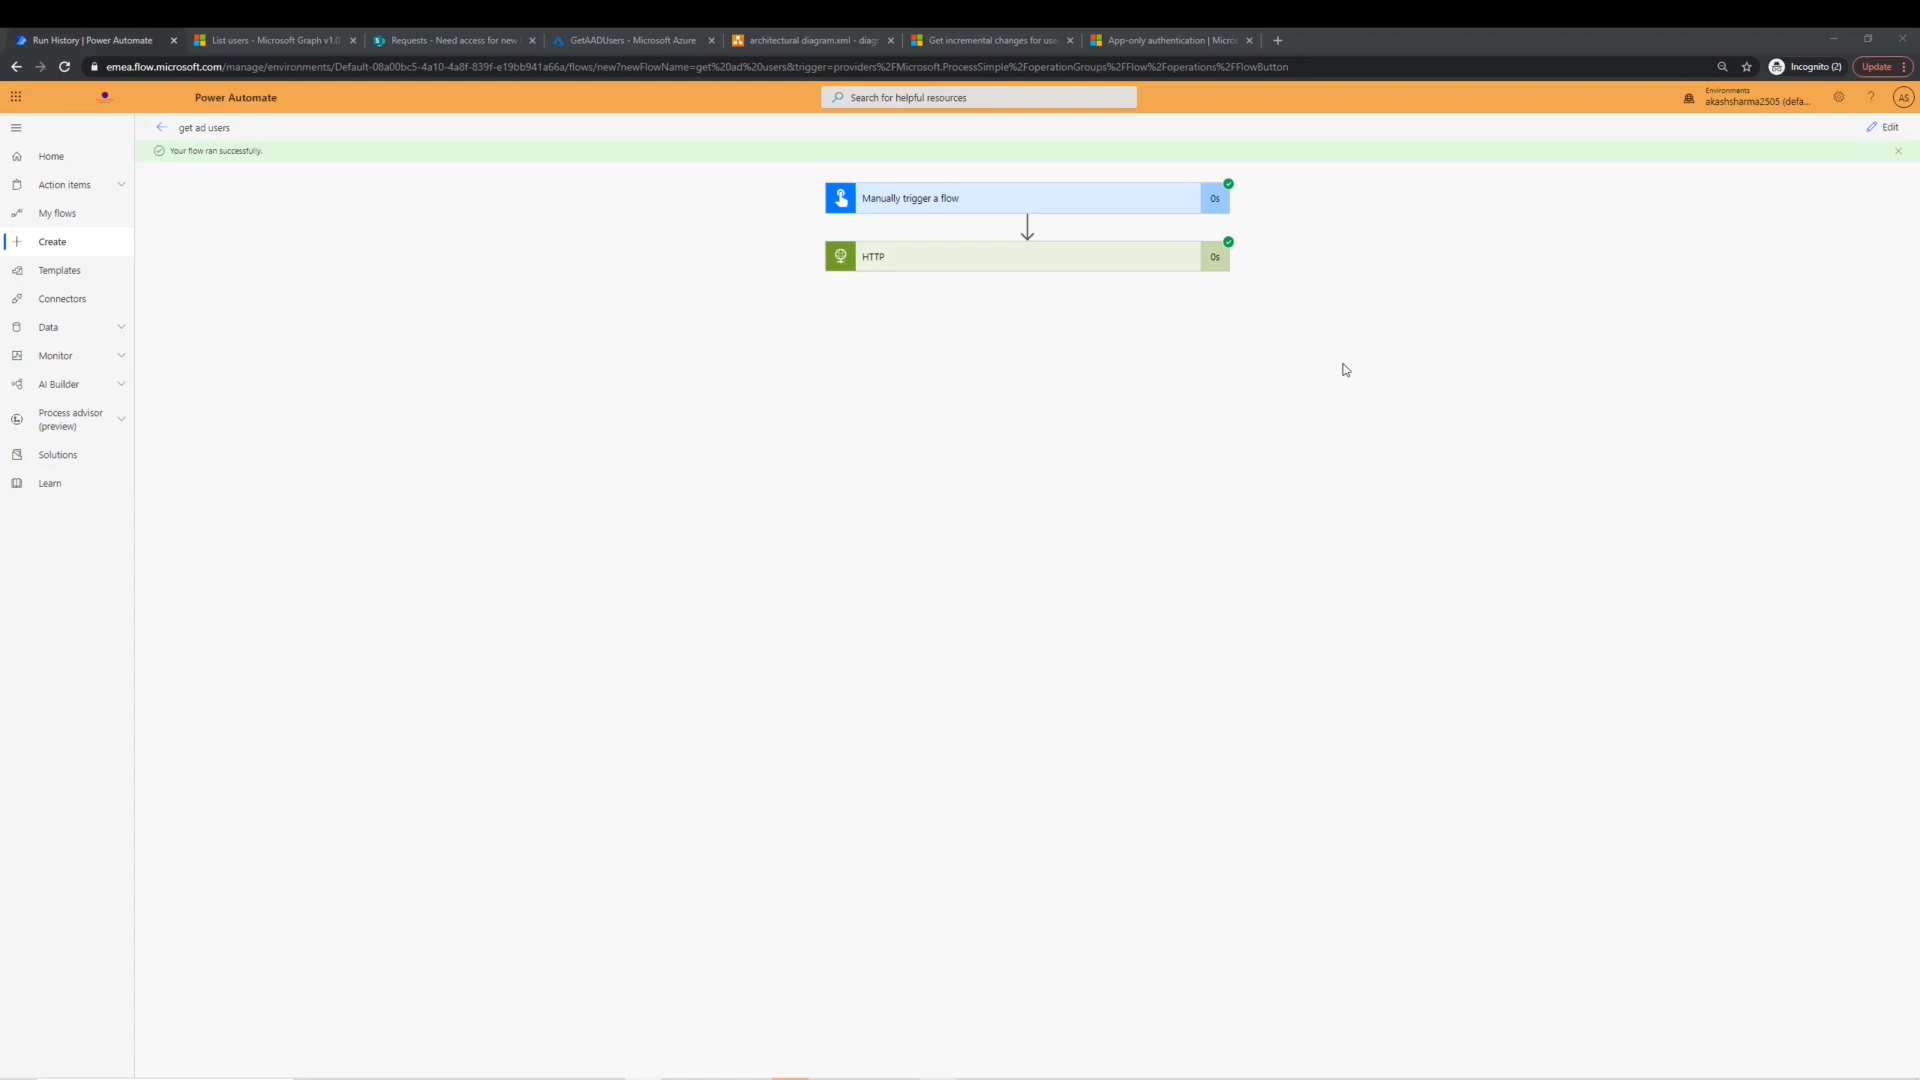 Run History | Power Automate
List users - Microsoft Graph v1.0
Requests - Need access for new
GetAADUsers - Microsoft Azure
architectural diagram.xml - diag
Get incremental changes for use
App-only authentication | Micros
emea.flow.microsoft.com/manage/environments/Default-08a00bc5-4a10-4a8f-839f-e19bb941a66a/flows/new?newFlowName=get%20ad%20users&trigger=providers%2FMicrosoft.ProcessSimple%2FoperationGroups%2FFlow%2Foperations%2FFlowButton
Incognito (2)
Update
Power Automate
Search for helpful resources
Environments
akashsharma2505 (defa...
?
AS
get ad users
Edit
Your flow ran successfully.
Home
Action items
My flows
Create
Templates
Connectors
Data
Monitor
AI Builder
Process advisor
(preview)
Solutions
Learn
Manually trigger a flow
0s
HTTP
0s